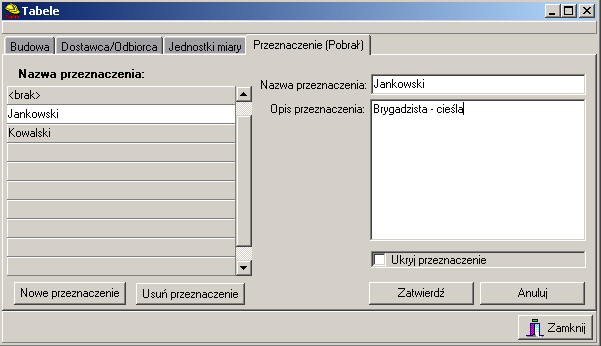 Tabele
Budowa Dostawca/Odbiorca Jednostki miary Przeznaczenie (Pobrał)
Nazwa przeznaczenia:
<brak>
Jankowski
Kowalski
Nazwa przeznaczenia: Jankowski
Opis przeznaczenia: Brygadzista - cieśla
Ukryj przeznaczenie
Nowe przeznaczenie Usuń przeznaczenie Zatwierdź Anuluj
Zamknij